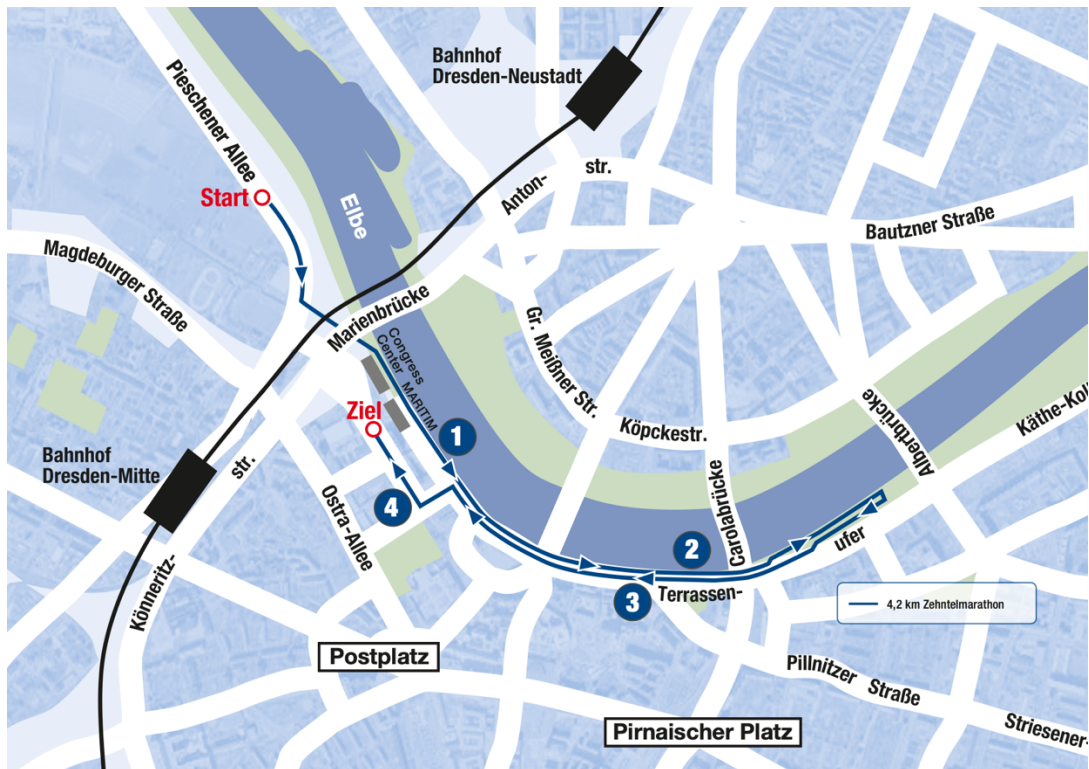 Bahnhof
Dresden-Neustadt
Pieschener Allee
Start
Elbe
Anton-
str.
Bautzner Straße
Magdeburger Straße
Marienbrücke
Congress
Center
MARITIM
Gr. Meißner Str.
Köpckestr.
Albertbrücke
Käthe-Kol
Ziel
1
Bahnhof
Dresden-Mitte
str.
Könneritz-
4
Ostra-Allee
Carolabrücke
2
ufer
3
Terrassen-
4,2 km Zehntelmarathon
Postplatz
Pillnitzer Straße
Pirnaischer Platz
Striesener-